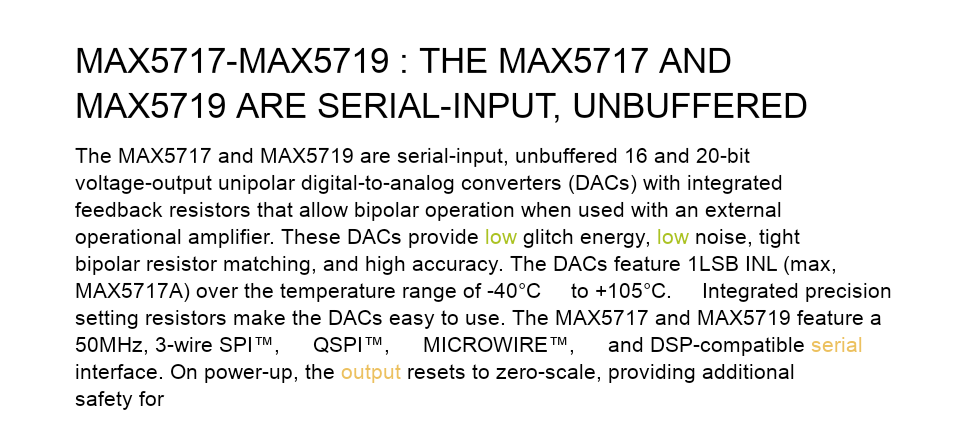 MAX5717-MAX5719 : THE MAX5717 AND
MAX5719 ARE SERIAL-INPUT, UNBUFFERED
The MAX5717 and MAX5719 are serial-input, unbuffered 16 and 20-bit
voltage-output unipolar digital-to-analog converters (DACs) with integrated
feedback resistors that allow bipolar operation when used with an external
operational amplifier. These DACs provide low glitch energy, low noise, tight
bipolar resistor matching, and high accuracy. The DACs feature 1LSB INL (max,
MAX5717A) over the temperature range of -40°C to +105°C. Integrated precision
setting resistors make the DACs easy to use. The MAX5717 and MAX5719 feature a
50MHz, 3-wire SPI™, QSPI™, MICROWIRE™, and DSP-compatible serial
interface. On power-up, the output resets to zero-scale, providing additional
safety for